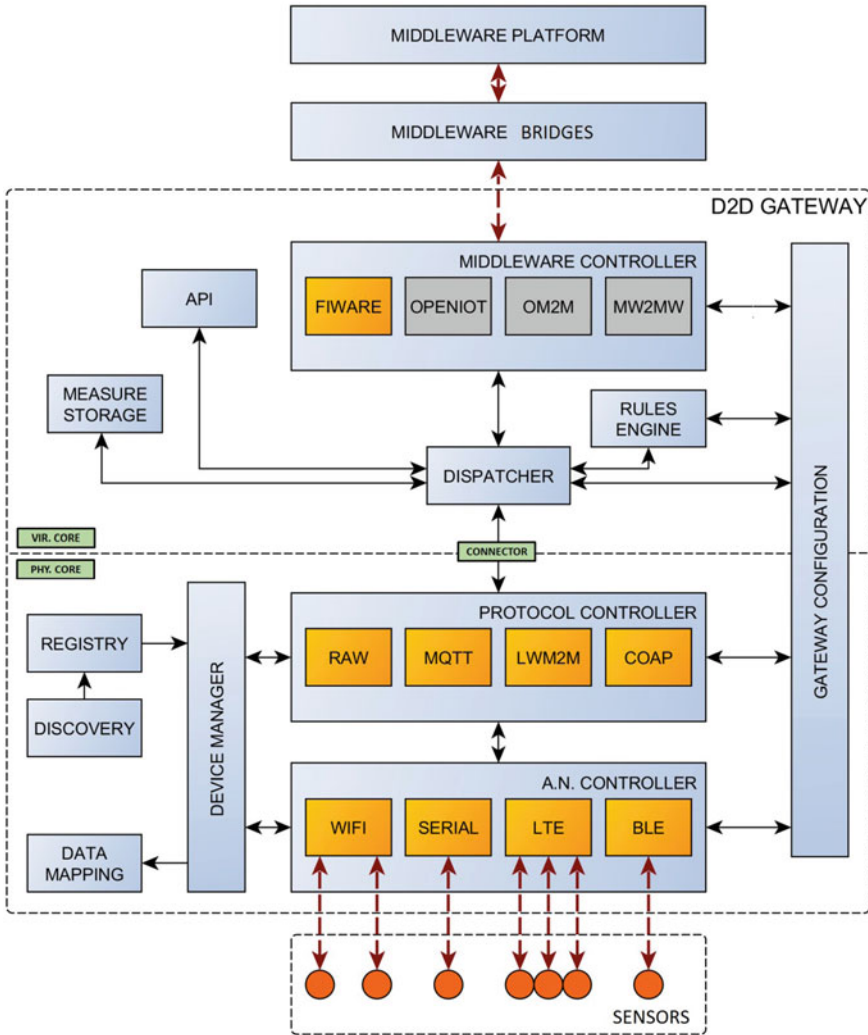 MIDDLEWARE PLATFORM
MIDDLEWARE BRIDGES
D2D GATEWAY
MIDDLEWARE CONTROLLER
API
FIWARE
OPENIOT
OM2M
MW2MW
MEASURE
STORAGE
RULES
ENGINE
DISPATCHER
GATEWAY CONFIGURATION
VIR. CORE
CONNECTOR
PHY. CORE
PROTOCOL CONTROLLER
REGISTRY
RAW
MQTT
LWM2M
COAP
DISCOVERY
DEVICE MANAGER
A.N. CONTROLLER
WIFI
SERIAL
LTE
BLE
DATA
MAPPING
SENSORS